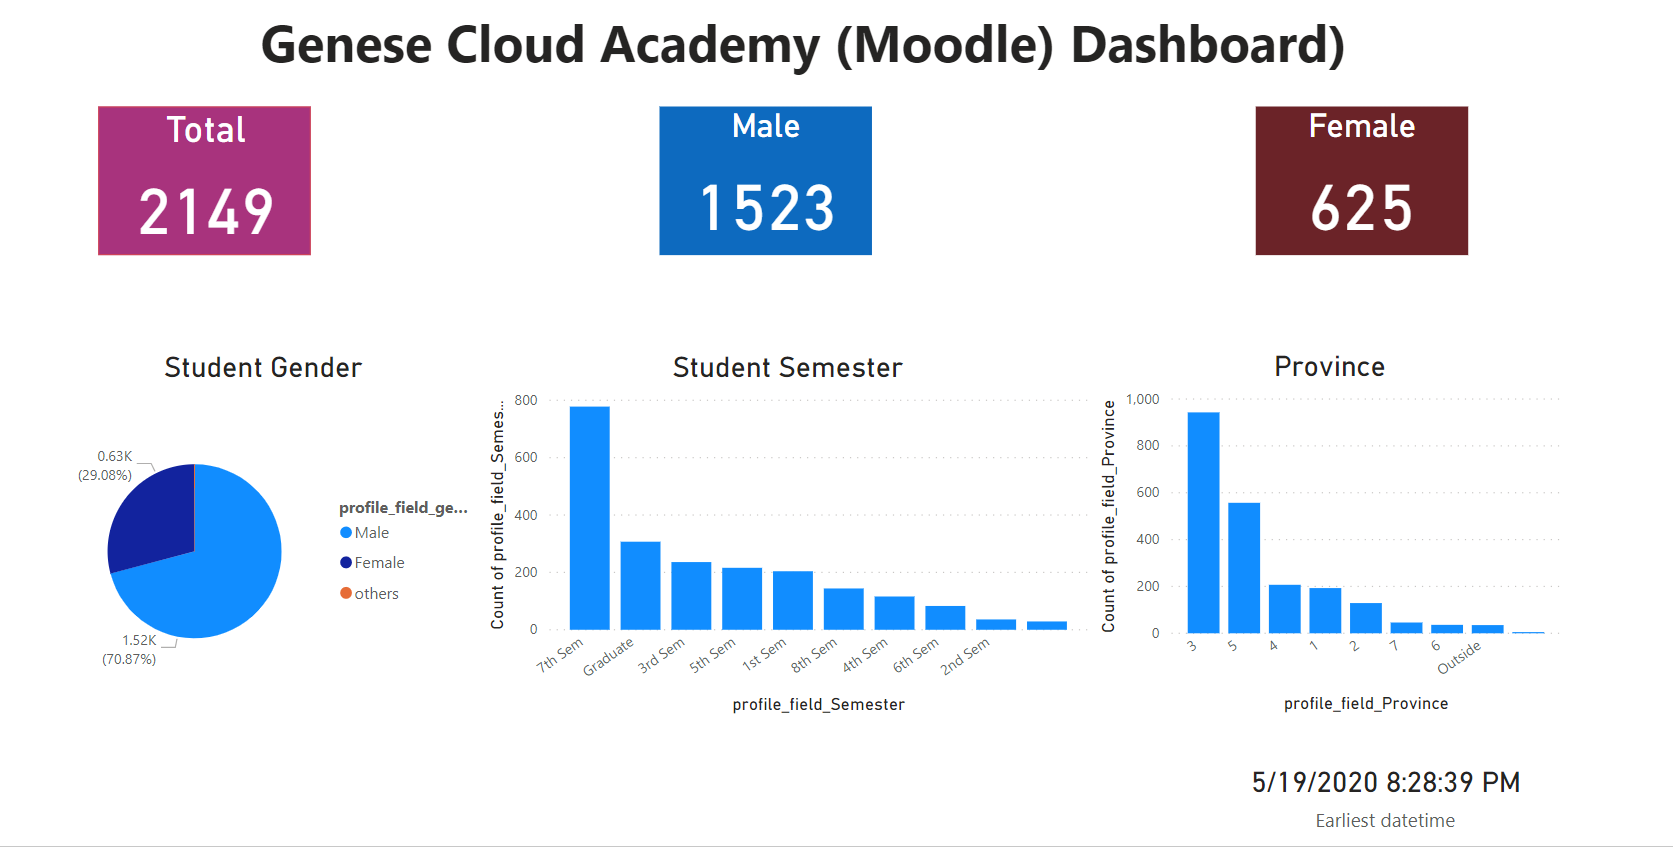 Genese Cloud Academy (Moodle) Dashboard)
Total
2149
Male
1523
Female
625
Student Gender
0.63K
(29.08%)
1.52K
(70.87%)
profile_field_ge...
Male
Female
others
Student Semester
Count of profile_field_Semes...
800
600
400
200
0
7th Sem
Graduate
3rd Sem
5th Sem
1st Sem
8th Sem
4th Sem
6th Sem
2nd Sem
profile_field_Semester
Province
Count of profile_field_Province
1,000
800
600
400
200
0
3
5
4
1
2
7
6
Outside
profile_field_Province
5/19/2020 8:28:39 PM
Earliest datetime